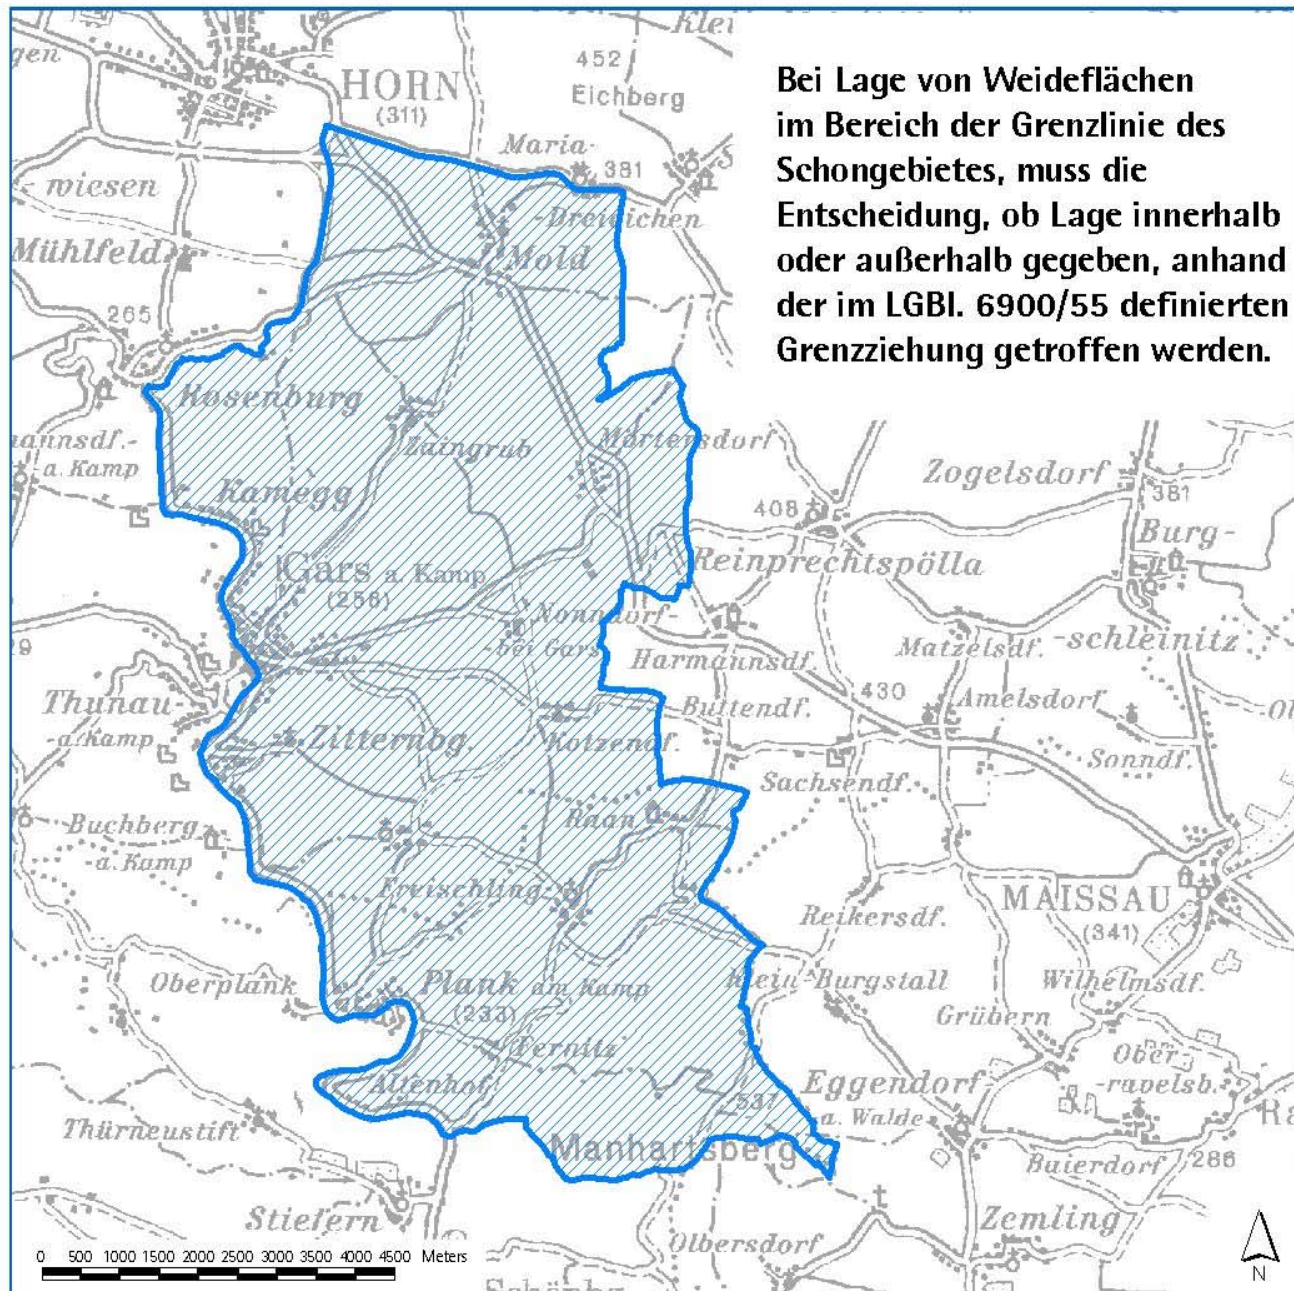 Bei Lage von Weideflächen
im Bereich der Grenzlinie des
Schongebietes, muss die
Entscheidung, ob Lage innerhalb
oder außerhalb gegeben, anhand
der im LGBl. 6900/55 definierten
Grenzziehung getroffen werden.
452
Eichberg
HORN
(311)
Maria-
381
-Dreieichen
-wiesen
Mold
Mühlfeld
265
Rosenburg
Zaingrub
Mörtersdorf
-a. Kamp
Kamegg
Zogelsdorf
381
408
Burg-
Gars a. Kamp
(256)
Reinprechtspölla
Nonndorf-
-bei Gars
Harmannsdf.
Matzelsdf.
-schleinitz
Thunau-
-a. Kamp
Zitternbg
Kotzendf.
Buttendf.
430
Amelsdorf
Sonndf.
Sachsendf.
Buchberg-
-a. Kamp
Raan
Freischling
Reikersdf.
MAISSAU
(341)
Oberplank
Plank am Kamp
(233)
Klein-Burgstall
Wilhelmsdf.
Grübern
Fernitz
Altenhof
Ober-
-ravelsb.
Eggendorf
a. Walde
537
Thürneustift
Manhartsberg
Baierdorf
286
Stiefern
Zemling
Olbersdorf
0 500 1000 1500 2000 2500 3000 3500 4000 4500 Meters
N